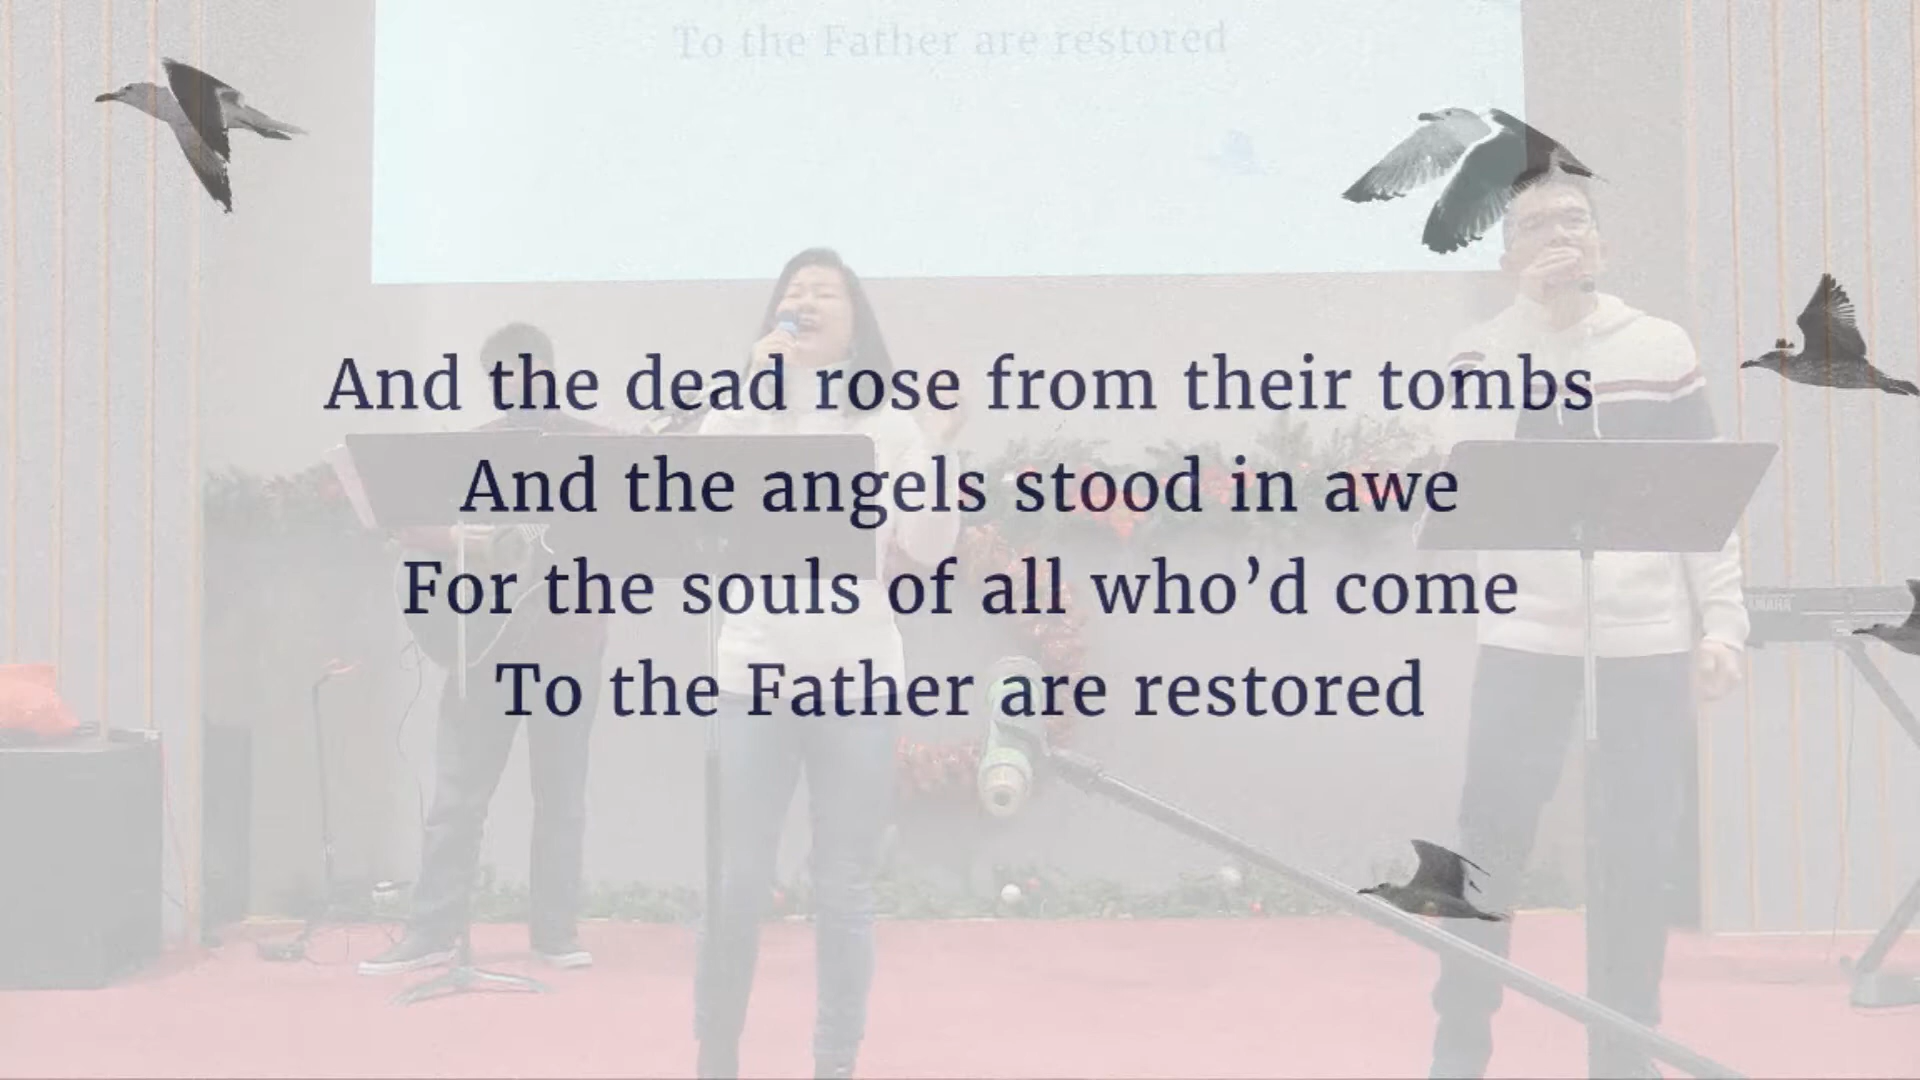 To the Father are restored
And the dead rose from their tombs
And the angels stood in awe
For the souls of all who’d come
To the Father are restored
YAMAHA